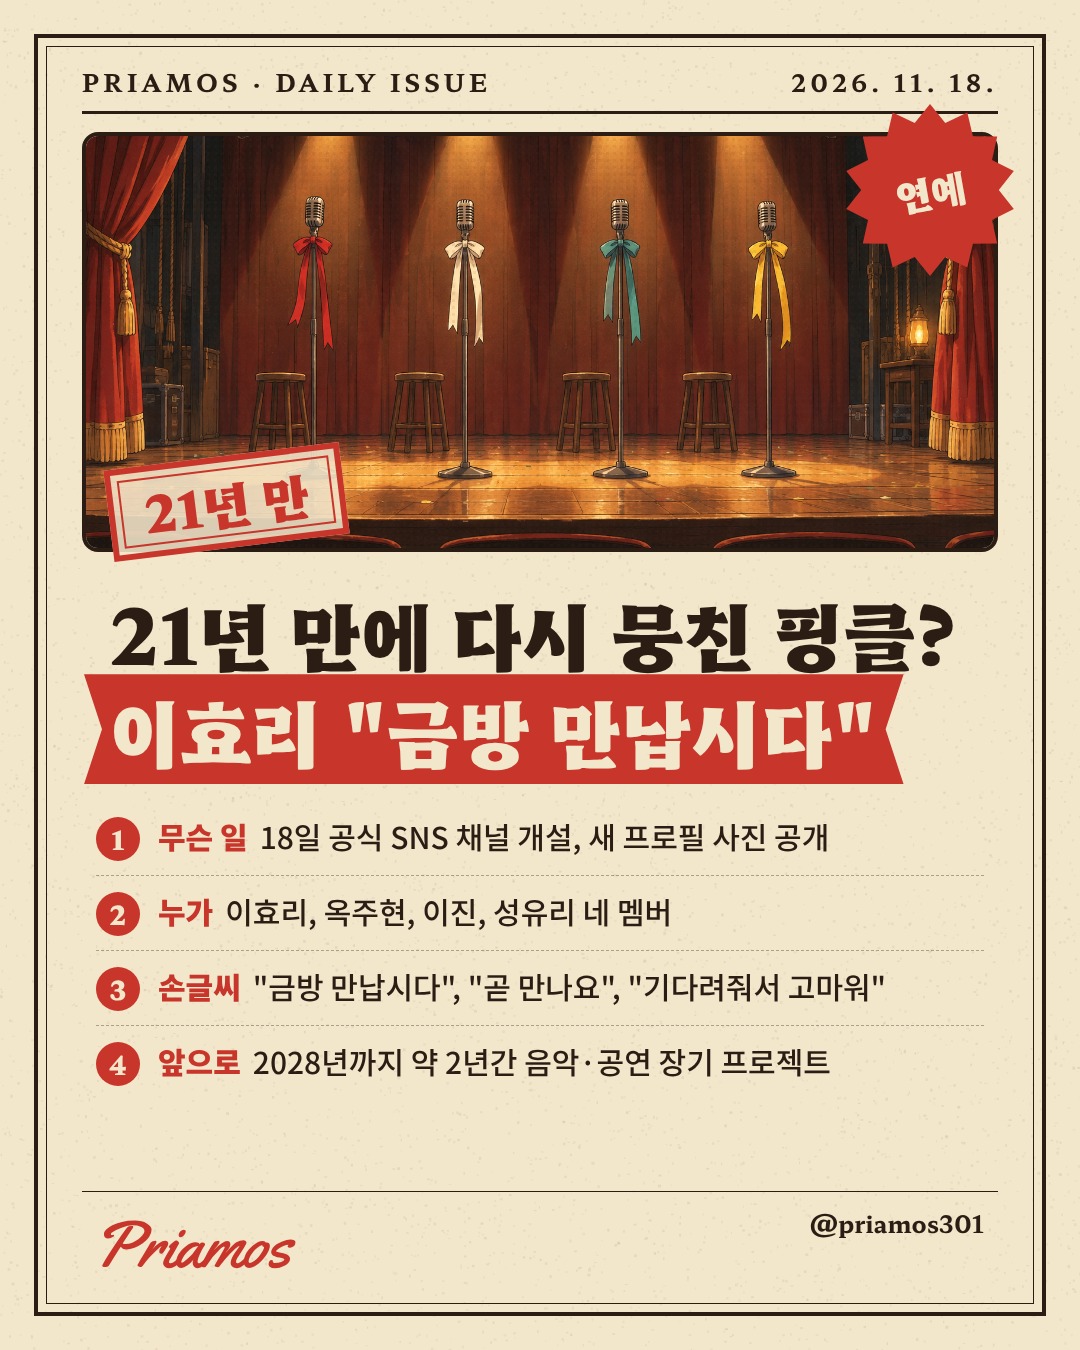 PRIAMOS · DAILY ISSUE
2026. 11. 18.
연예
21년 만
21년 만에 다시 뭉친 핑클?
이효리 "금방 만납시다"
1 무슨 일 18일 공식 SNS 채널 개설, 새 프로필 사진 공개
2 누가 이효리, 옥주현, 이진, 성유리 네 멤버
3 손글씨 "금방 만납시다", "곧 만나요", "기다려줘서 고마워"
4 앞으로 2028년까지 약 2년간 음악·공연 장기 프로젝트
Priamos
@priamos301